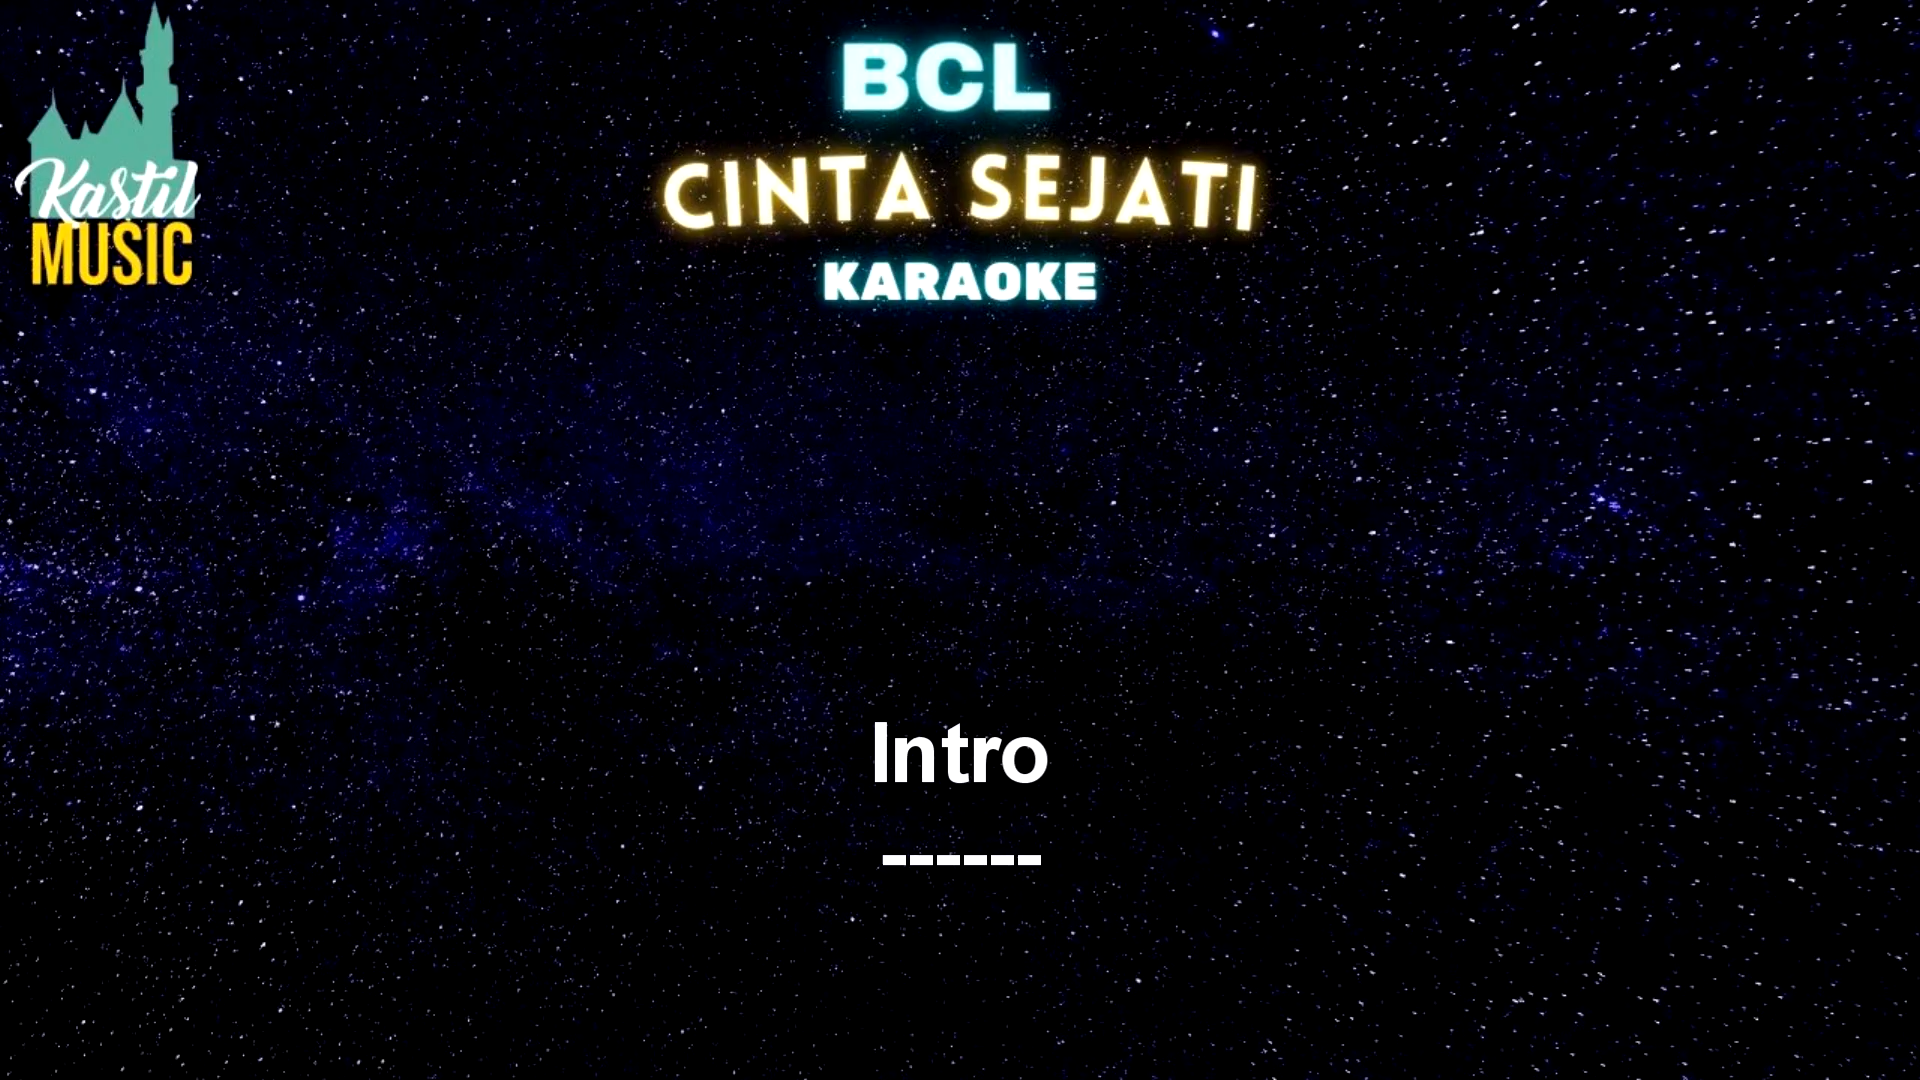 BCL
CINTA SEJATI
KARAOKE
Kastil
MUSIC
Intro
------